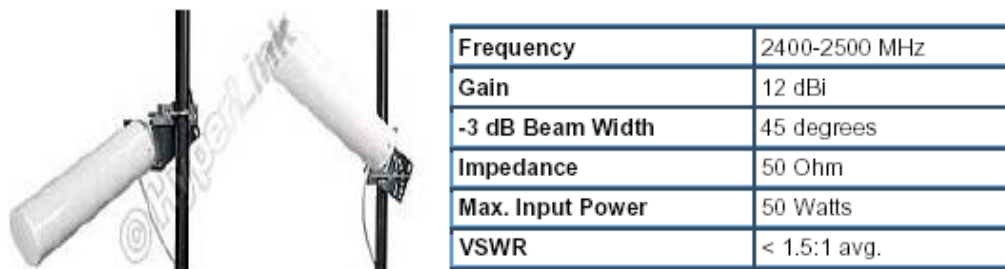 ©HyperLink
Frequency 2400-2500 MHz
Gain 12 dBi
-3 dB Beam Width 45 degrees
Impedance 50 Ohm
Max. Input Power 50 Watts
VSWR < 1.5:1 avg.